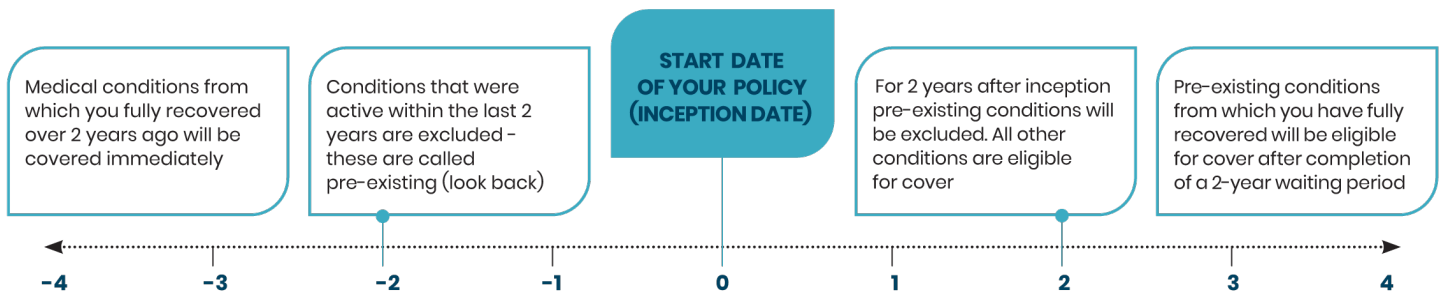 Medical conditions from
which you fully recovered
over 2 years ago will be
covered immediately
Conditions that were
active within the last 2
years are excluded -
these are called
pre-existing (look back)
START DATE
OF YOUR POLICY
(INCEPTION DATE)
For 2 years after inception
pre-existing conditions will
be excluded. All other
conditions are eligible
for cover
Pre-existing conditions
from which you have fully
recovered will be eligible
for cover after completion
of a 2-year waiting period
-4 -3 -2 -1 0 1 2 3 4